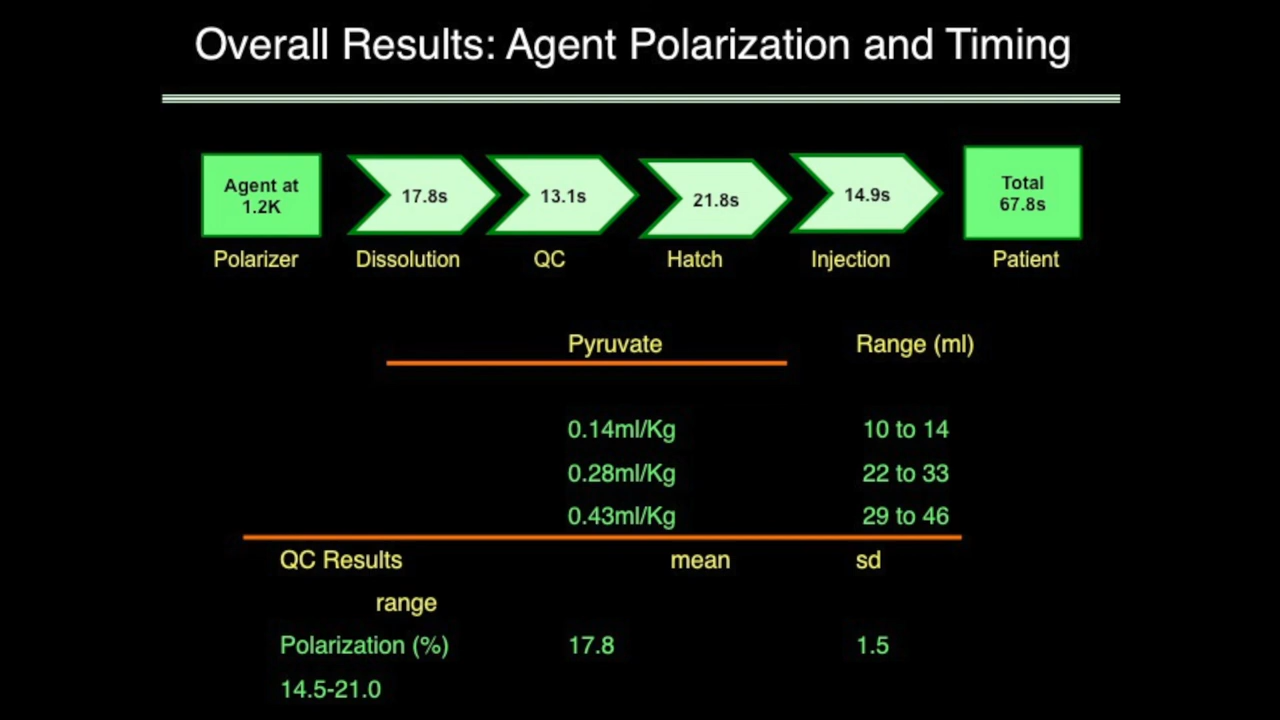 Overall Results: Agent Polarization and Timing
Agent at
1.2K
17.8s
13.1s
21.8s
14.9s
Total
67.8s
Polarizer Dissolution QC Hatch Injection Patient
Pyruvate Range (ml)
0.14ml/Kg 10 to 14
0.28ml/Kg 22 to 33
0.43ml/Kg 29 to 46
QC Results mean sd
range
Polarization (%) 17.8 1.5
14.5-21.0